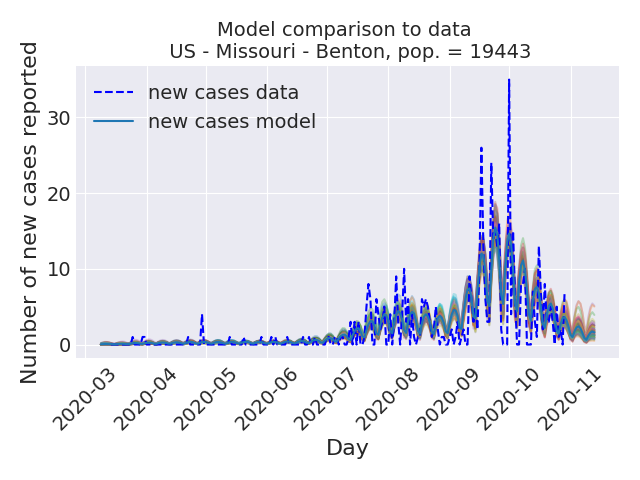 Model comparison to data
US - Missouri - Benton, pop. = 19443
new cases data
new cases model
Number of new cases reported
30
20
10
0
2020-03
2020-04
2020-05
2020-06
2020-07
2020-08
2020-09
2020-10
2020-11
Day